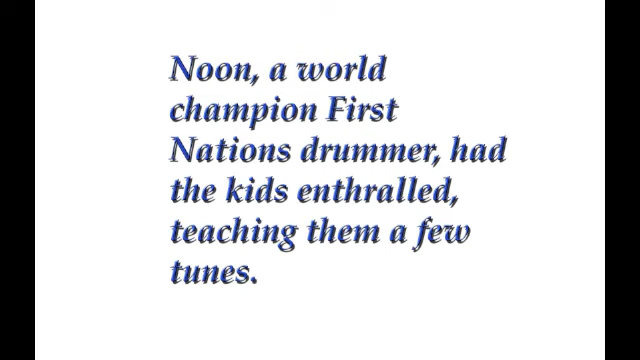 Noon, a world
champion First
Nations drummer, had
the kids enthralled,
teaching them a few
tunes.